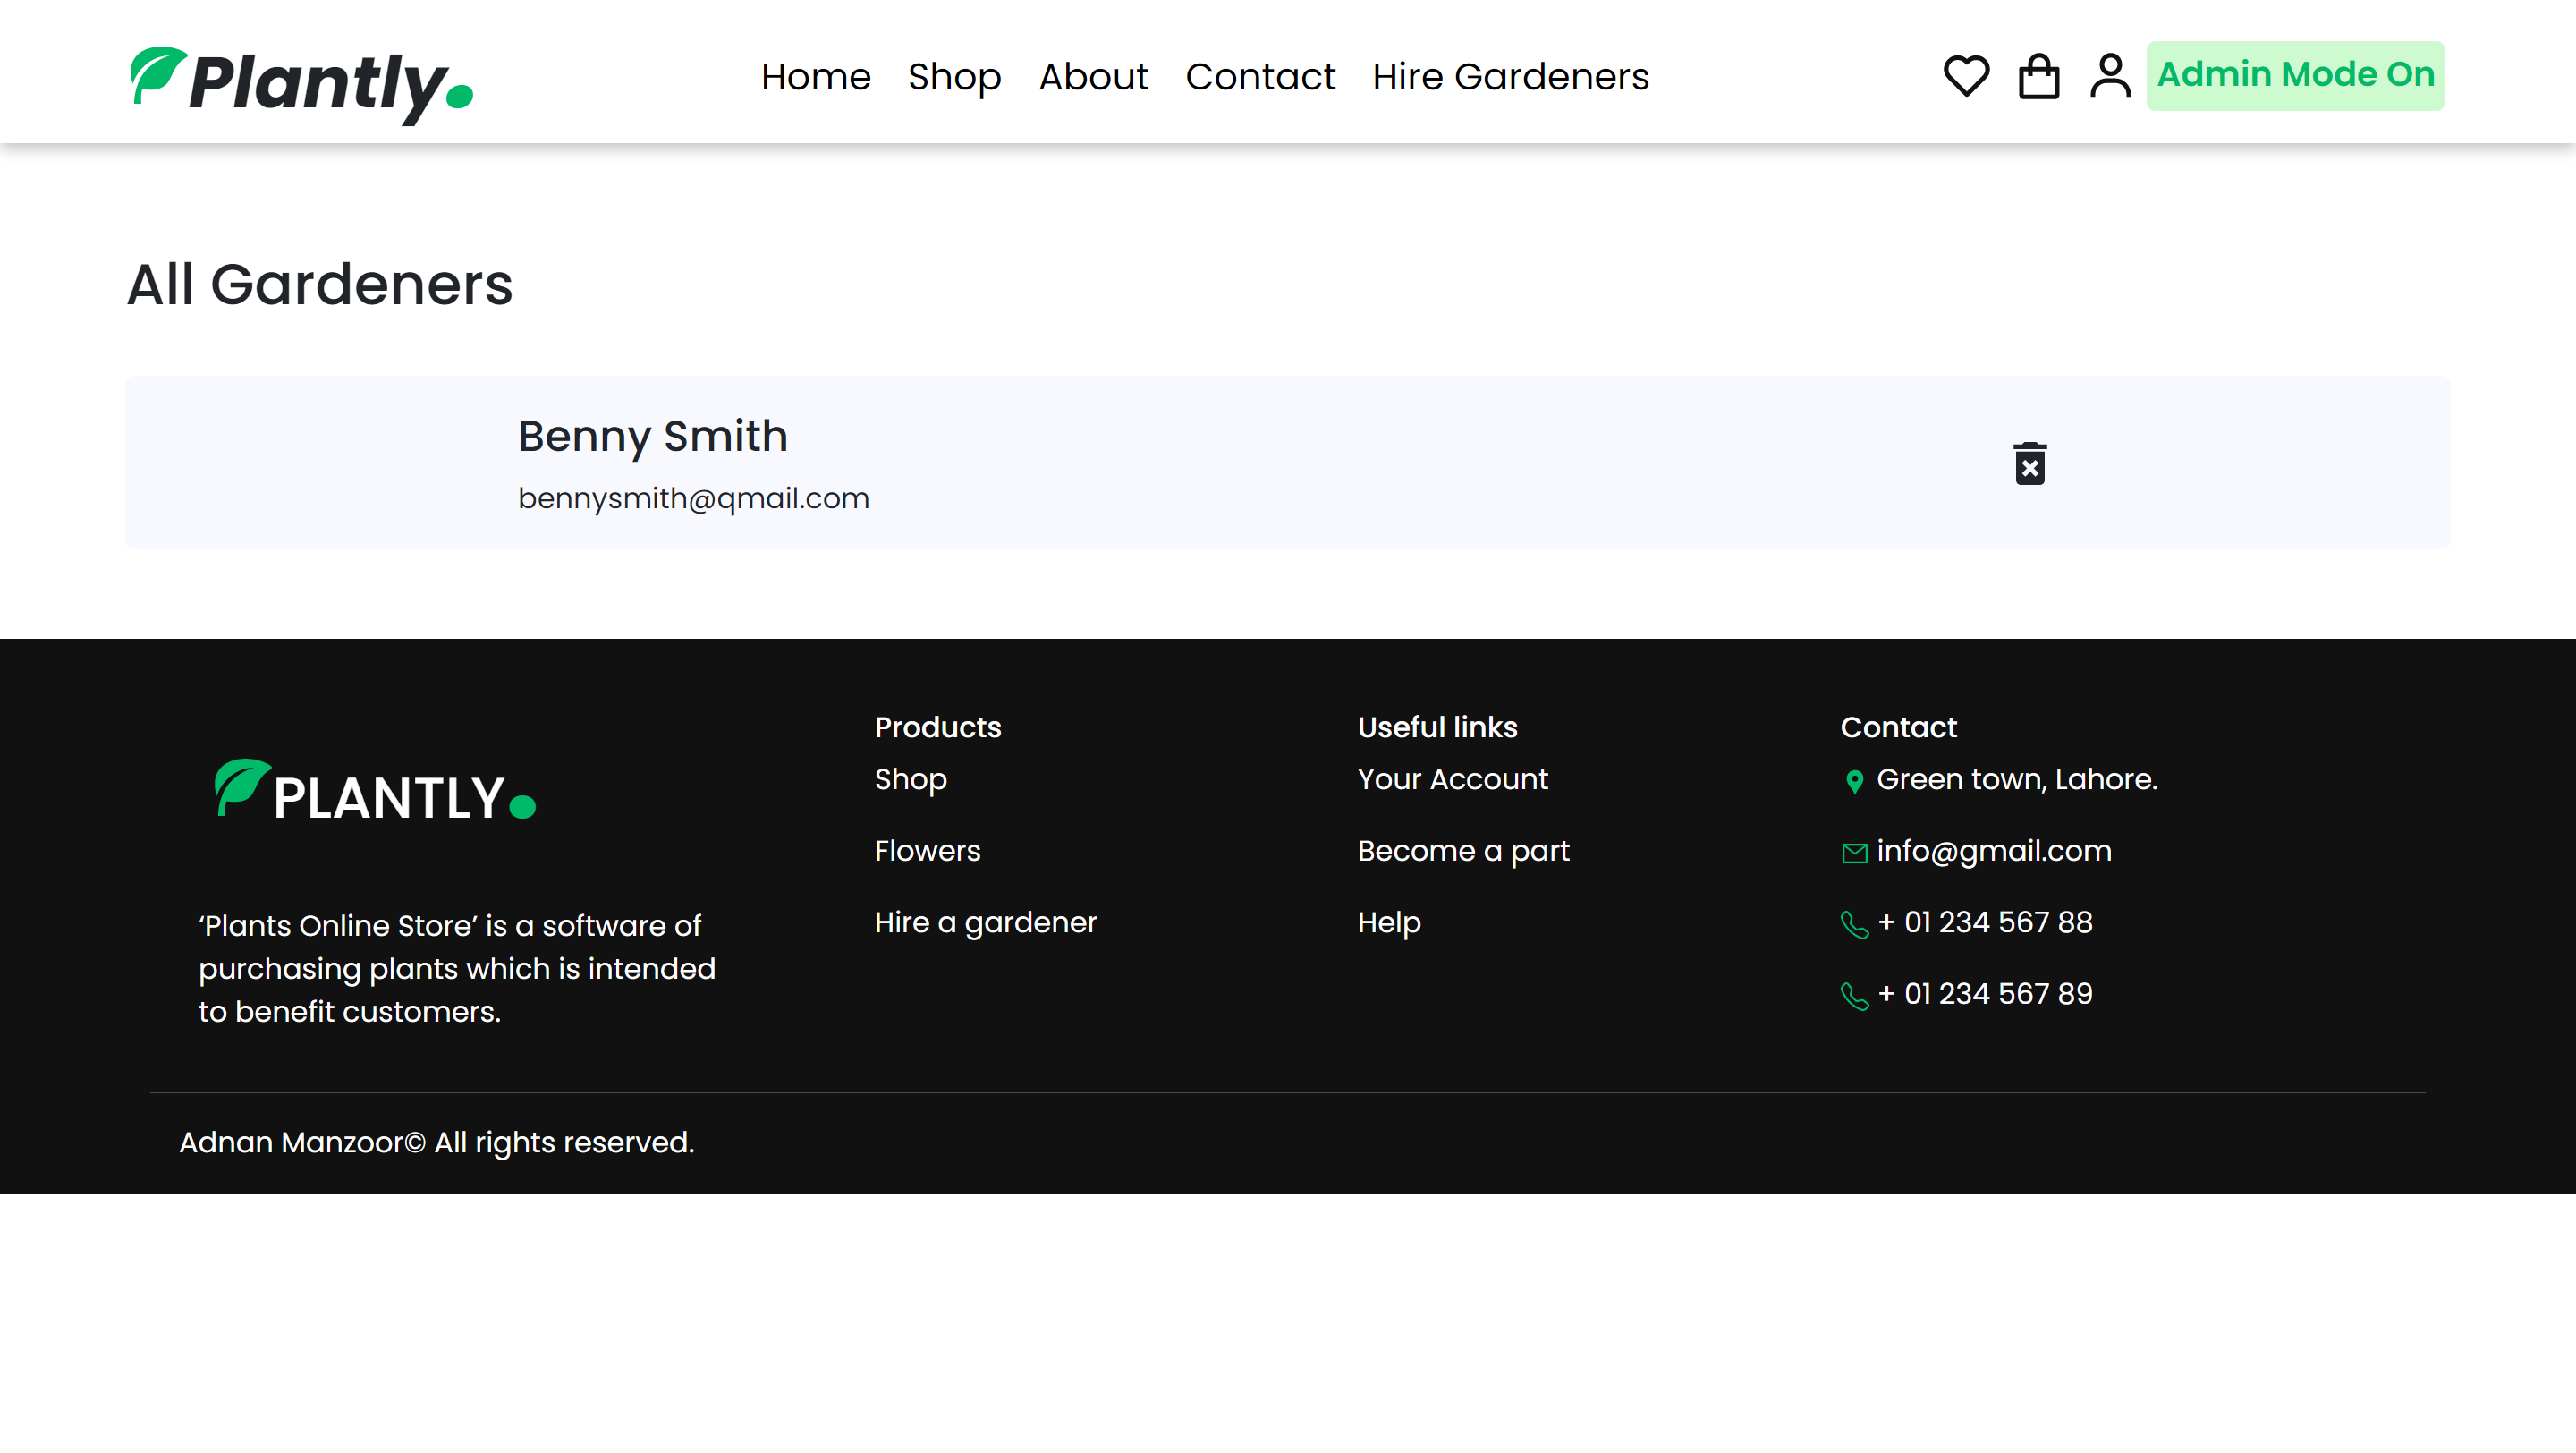 Plantly.
Home Shop About Contact Hire Gardeners
Admin Mode On
All Gardeners
Benny Smith
bennysmith@qmail.com
PLANTLY.
‘Plants Online Store’ is a software of
purchasing plants which is intended
to benefit customers.
Products
Shop
Flowers
Hire a gardener
Useful links
Your Account
Become a part
Help
Contact
Green town, Lahore.
info@gmail.com
+ 01 234 567 88
+ 01 234 567 89
Adnan Manzoor© All rights reserved.